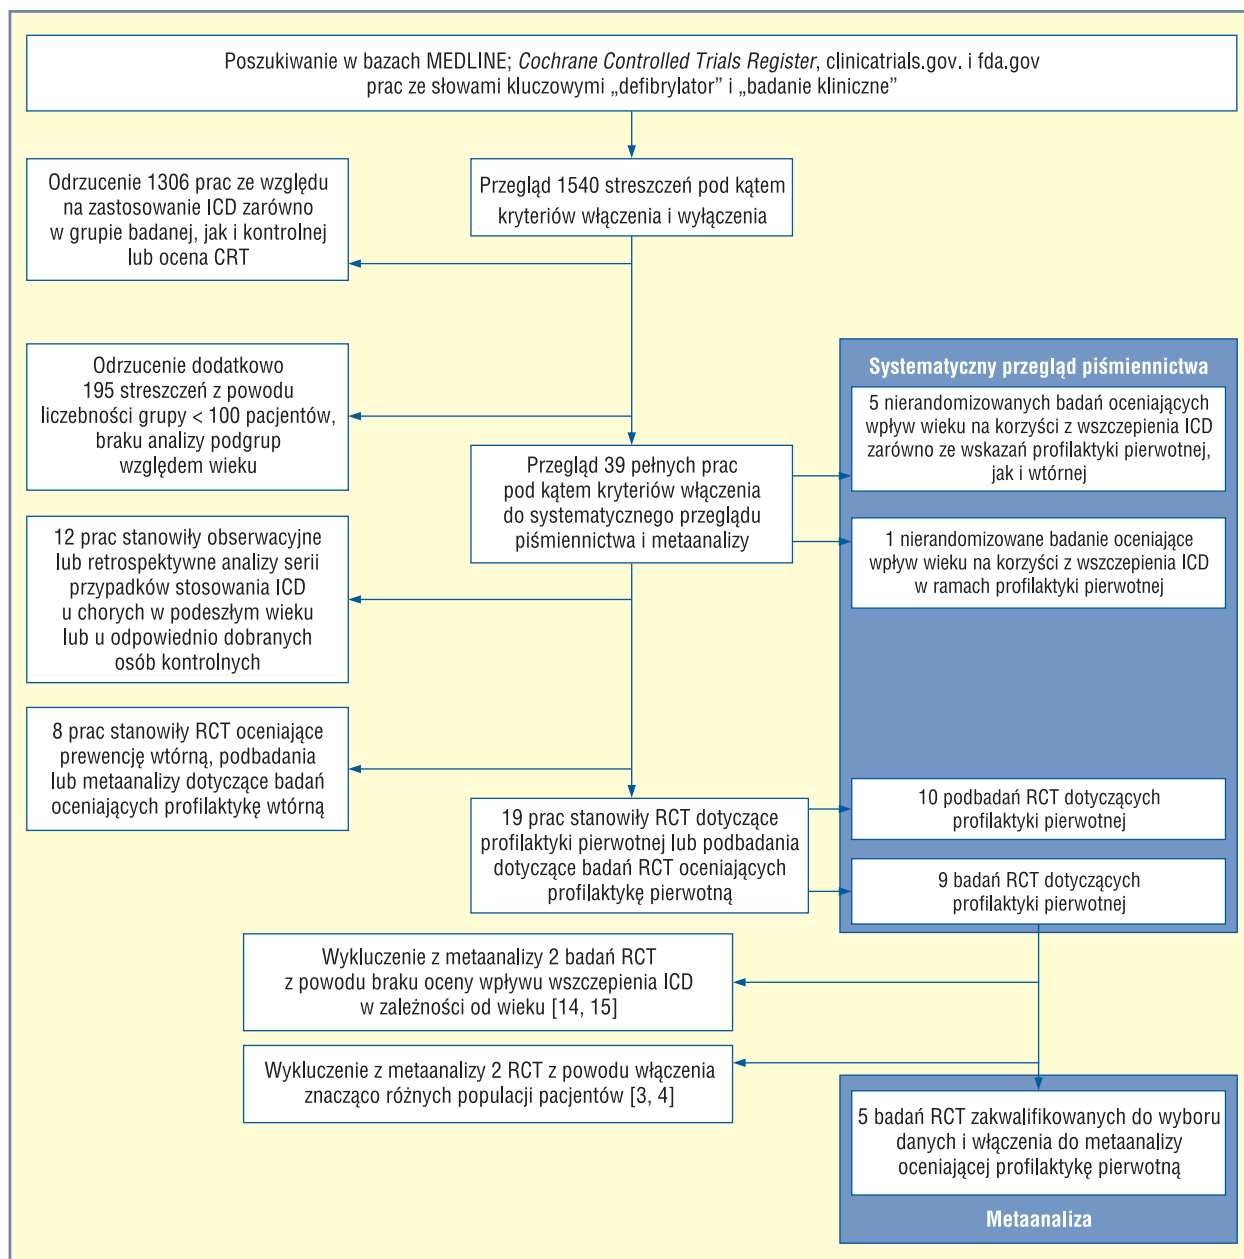 Poszukiwanie w bazach MEDLINE; Cochrane Controlled Trials Register, clinicatrials.gov. i fda.gov
prac ze słowami kluczowymi „defibrylator” i „badanie kliniczne”
Odrzucenie 1306 prac ze względu
na zastosowanie ICD zarówno
w grupie badanej, jak i kontrolnej
lub ocena CRT
Przegląd 1540 streszczeń pod kątem
kryteriów włączenia i wyłączenia
Odrzucenie dodatkowo
195 streszczeń z powodu
liczebności grupy < 100 pacjentów,
braku analizy podgrup
względem wieku
Systematyczny przegląd piśmiennictwa
5 nierandomizowanych badań oceniających
wpływ wieku na korzyści z wszczepienia ICD
zarówno ze wskazań profilaktyki pierwotnej,
jak i wtórnej
Przegląd 39 pełnych prac
pod kątem kryteriów włączenia
do systematycznego przeglądu
piśmiennictwa i metaanalizy
1 nierandomizowane badanie oceniające
wpływ wieku na korzyści z wszczepienia ICD
w ramach profilaktyki pierwotnej
12 prac stanowiły obserwacyjne
lub retrospektywne analizy serii
przypadków stosowania ICD
u chorych w podeszłym wieku
lub u odpowiednio dobranych
osób kontrolnych
8 prac stanowiły RCT oceniające
prewencję wtórną, podbadania
lub metaanalizy dotyczące badań
oceniających profilaktykę wtórną
19 prac stanowiły RCT dotyczące
profilaktyki pierwotnej lub podbadania
dotyczące badań RCT oceniających
profilaktykę pierwotną
10 podbadań RCT dotyczących
profilaktyki pierwotnej
9 badań RCT dotyczących
profilaktyki pierwotnej
Wykluczenie z metaanalizy 2 badań RCT
z powodu braku oceny wpływu wszczepienia ICD
w zależności od wieku [14, 15]
Wykluczenie z metaanalizy 2 RCT z powodu włączenia
znacząco różnych populacji pacjentów [3, 4]
5 badań RCT zakwalifikowanych do wyboru
danych i włączenia do metaanalizy
oceniającej profilaktykę pierwotną
Metaanaliza